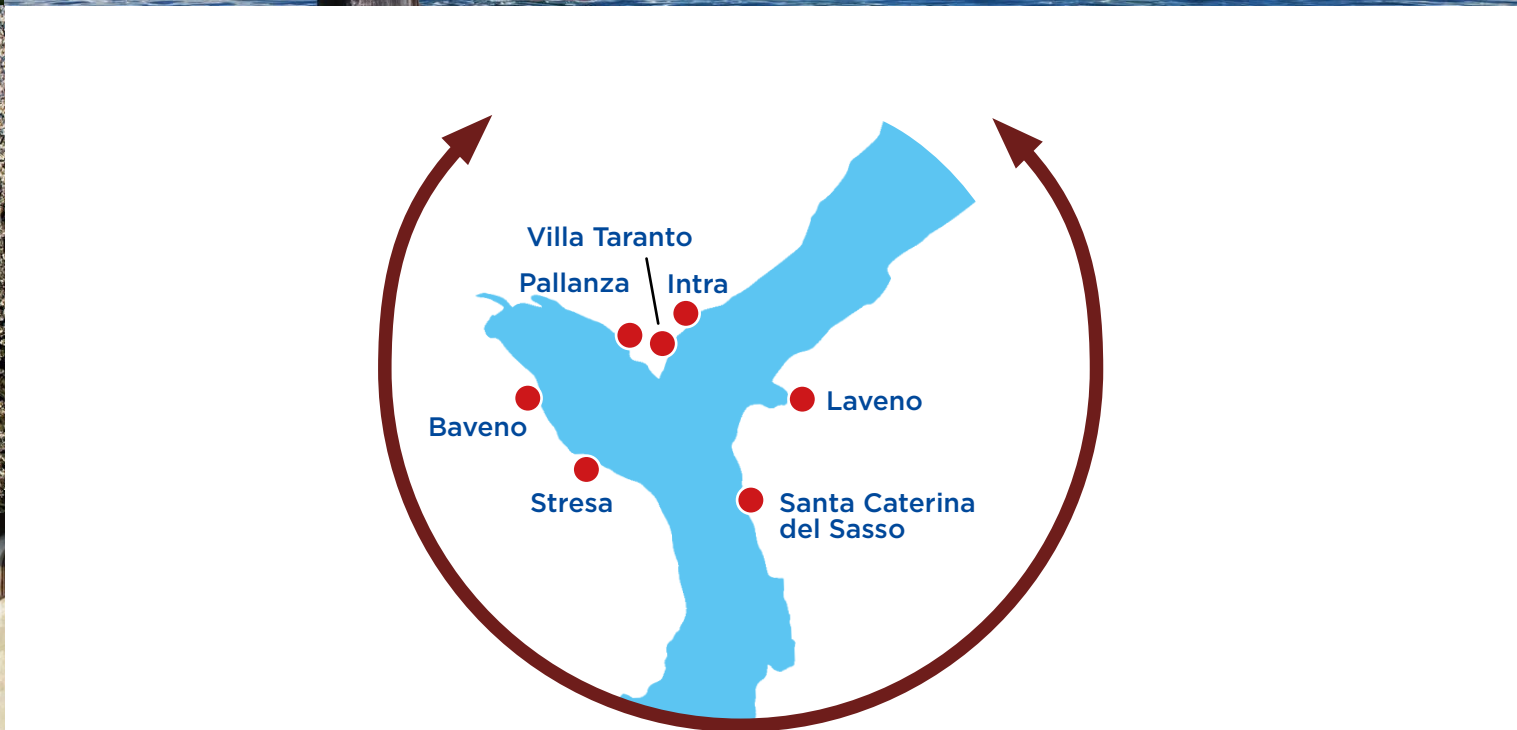 Villa Taranto
Pallanza
Intra
Laveno
Baveno
Stresa
Santa Caterina
del Sasso